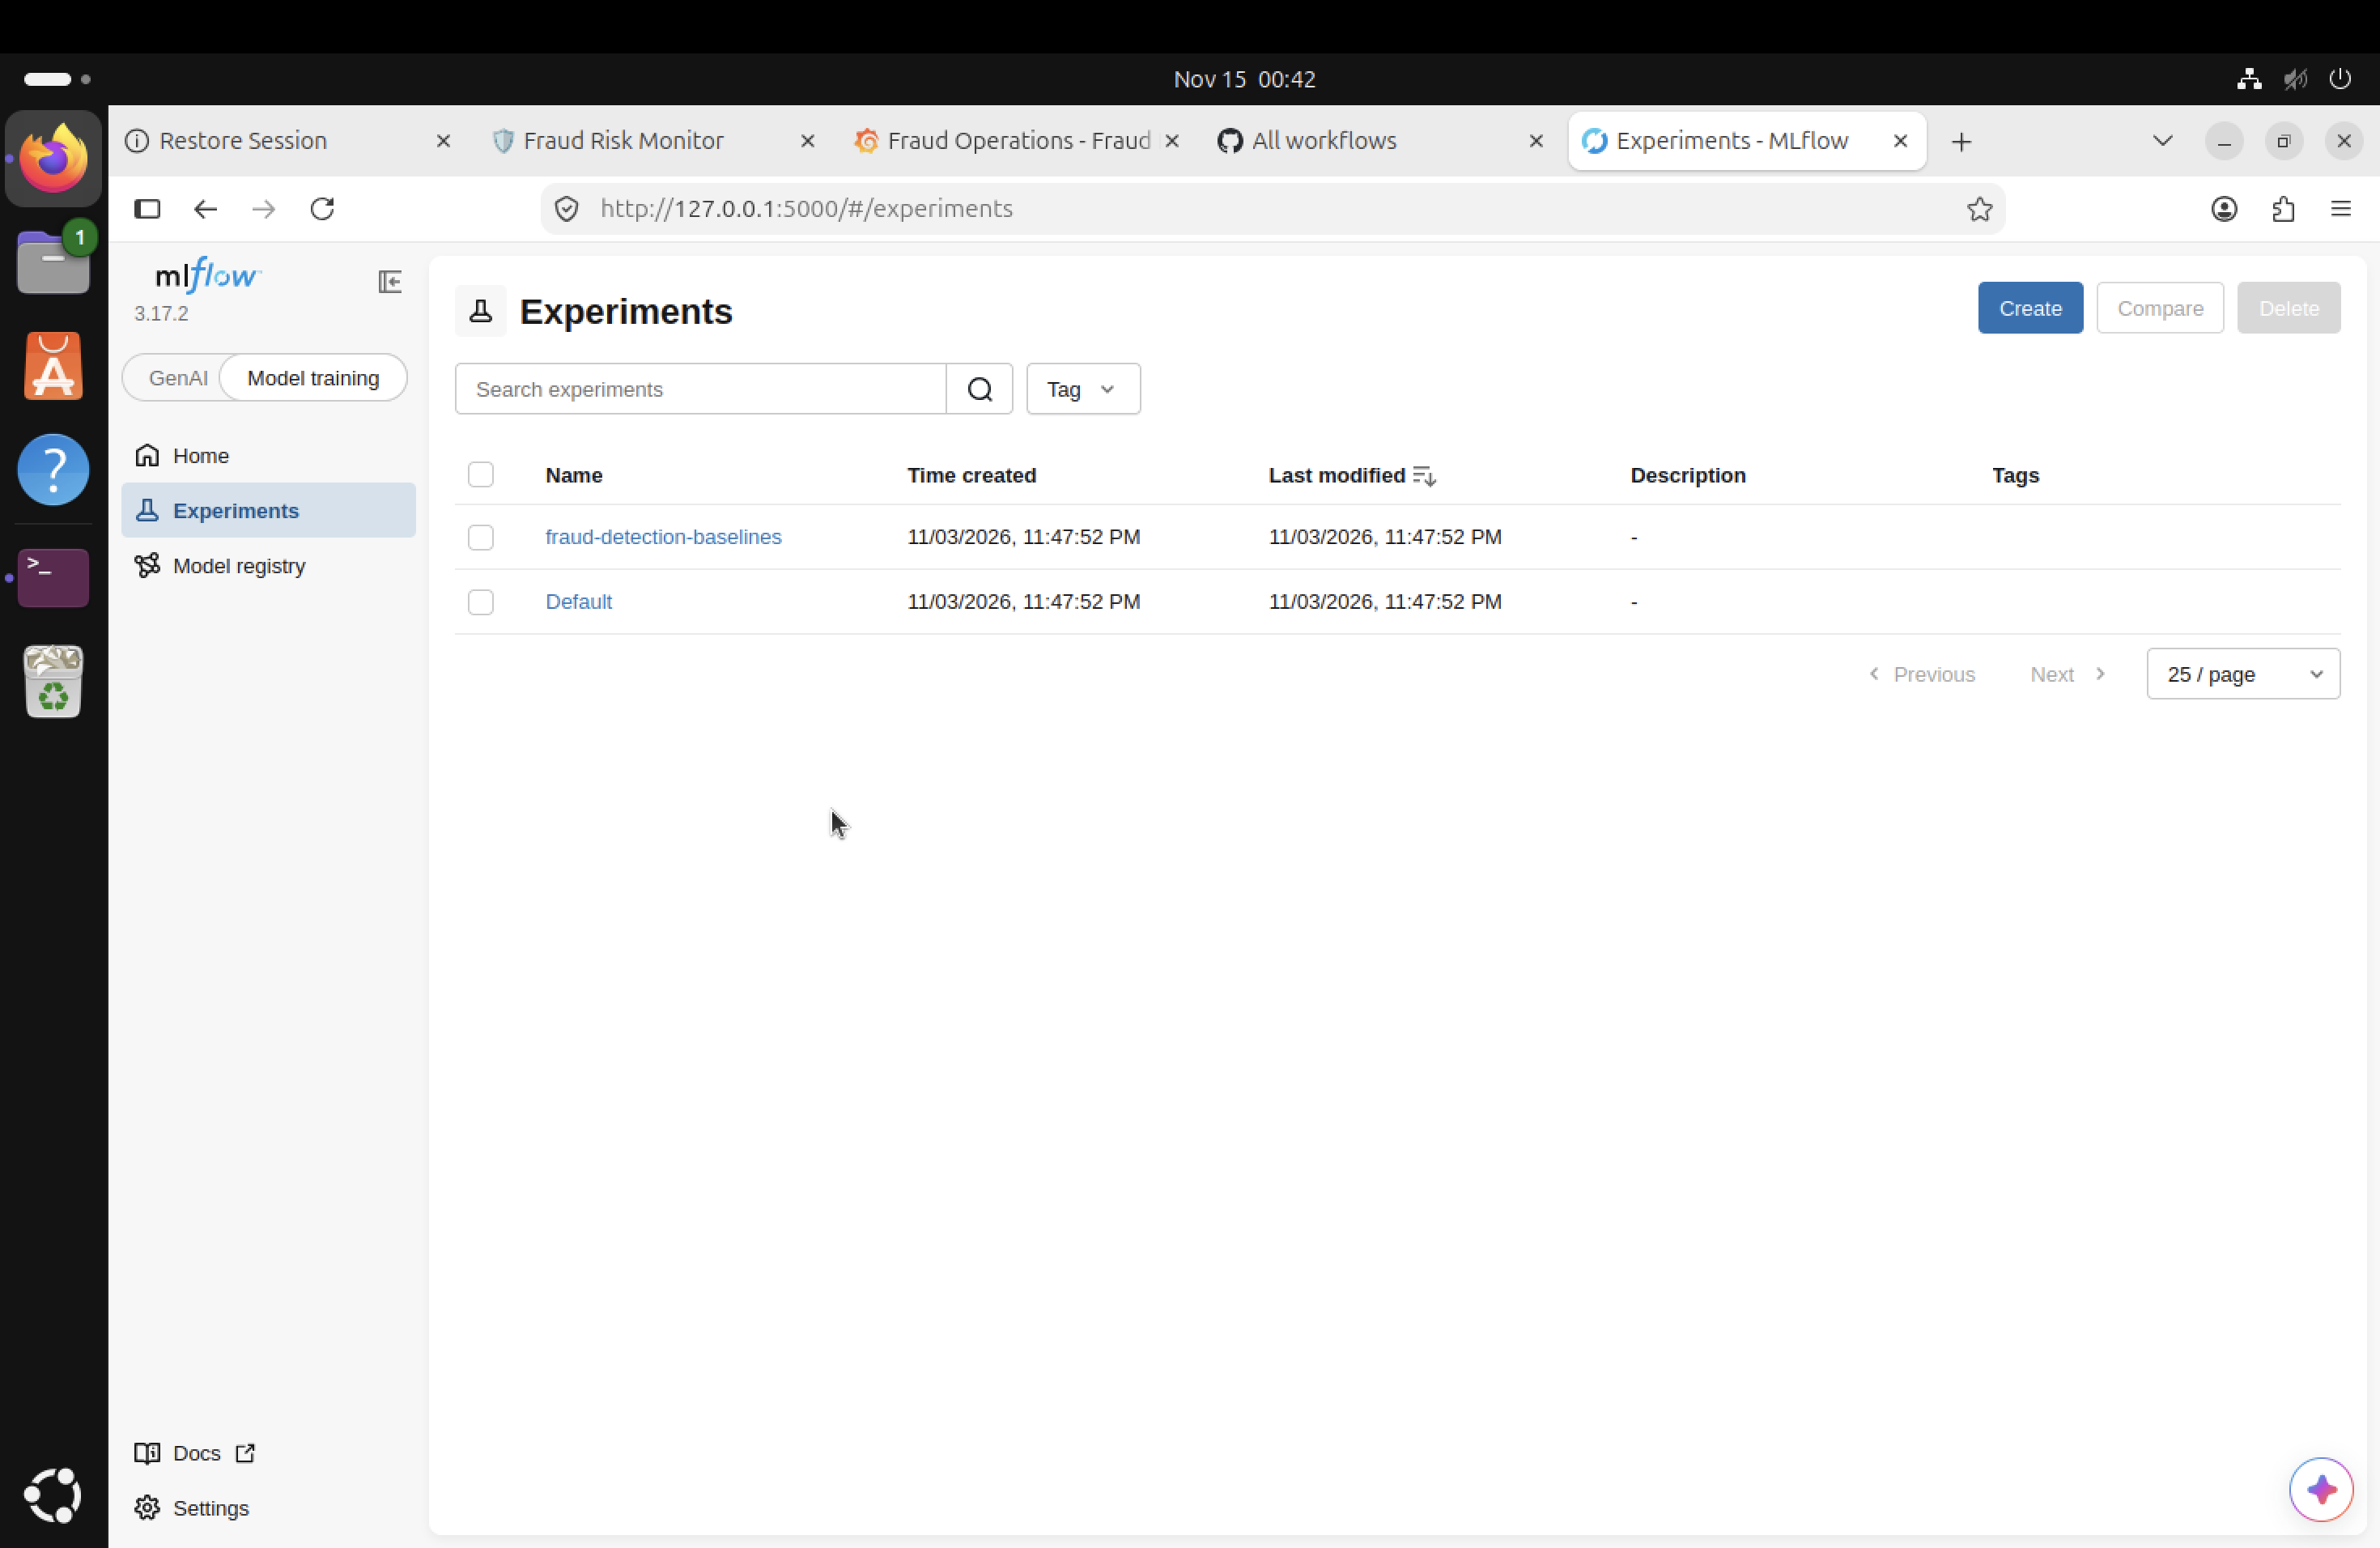 Nov 15 00:42
Restore Session
Fraud Risk Monitor
Fraud Operations - Fraud
All workflows
Experiments - MLflow
http://127.0.0.1:5000/#/experiments
1
mlflow
3.17.2
GenAI
Model training
Home
Experiments
Model registry
Docs
Settings
Experiments
Create
Compare
Delete
Search experiments
Tag
Name Time created Last modified Description Tags
fraud-detection-baselines 11/03/2026, 11:47:52 PM 11/03/2026, 11:47:52 PM -
Default 11/03/2026, 11:47:52 PM 11/03/2026, 11:47:52 PM -
Previous
Next
25 / page